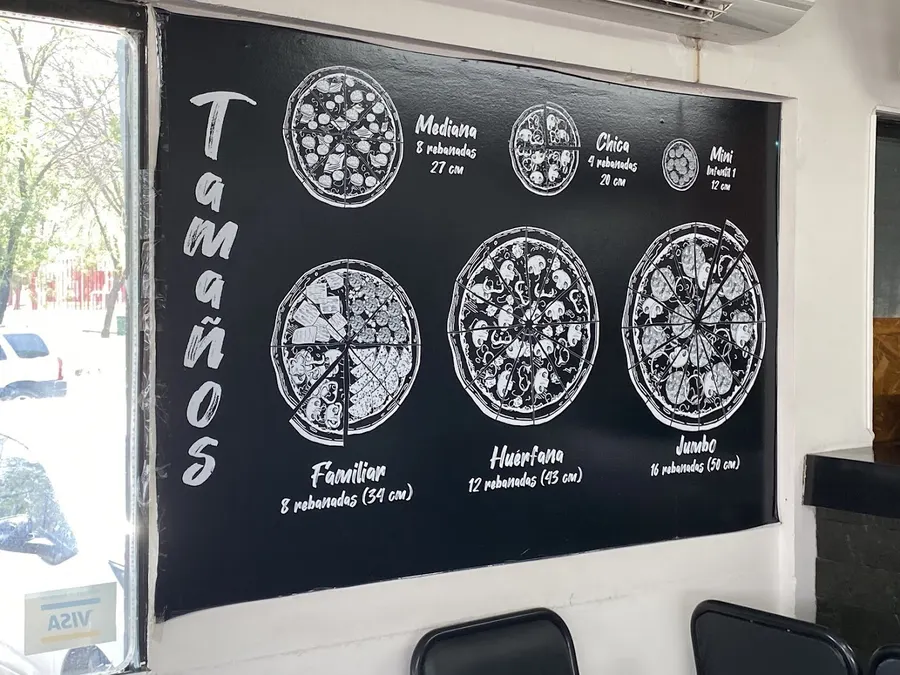 Tamaños
Mediana
8 rebanadas
27 cm
Chica
4 rebanadas
20 cm
Mini
Infantil 1
12 cm
Familiar
8 rebanadas (34 cm)
Huérfana
12 rebanadas (43 cm)
Jumbo
16 rebanadas (50 cm)
VISA